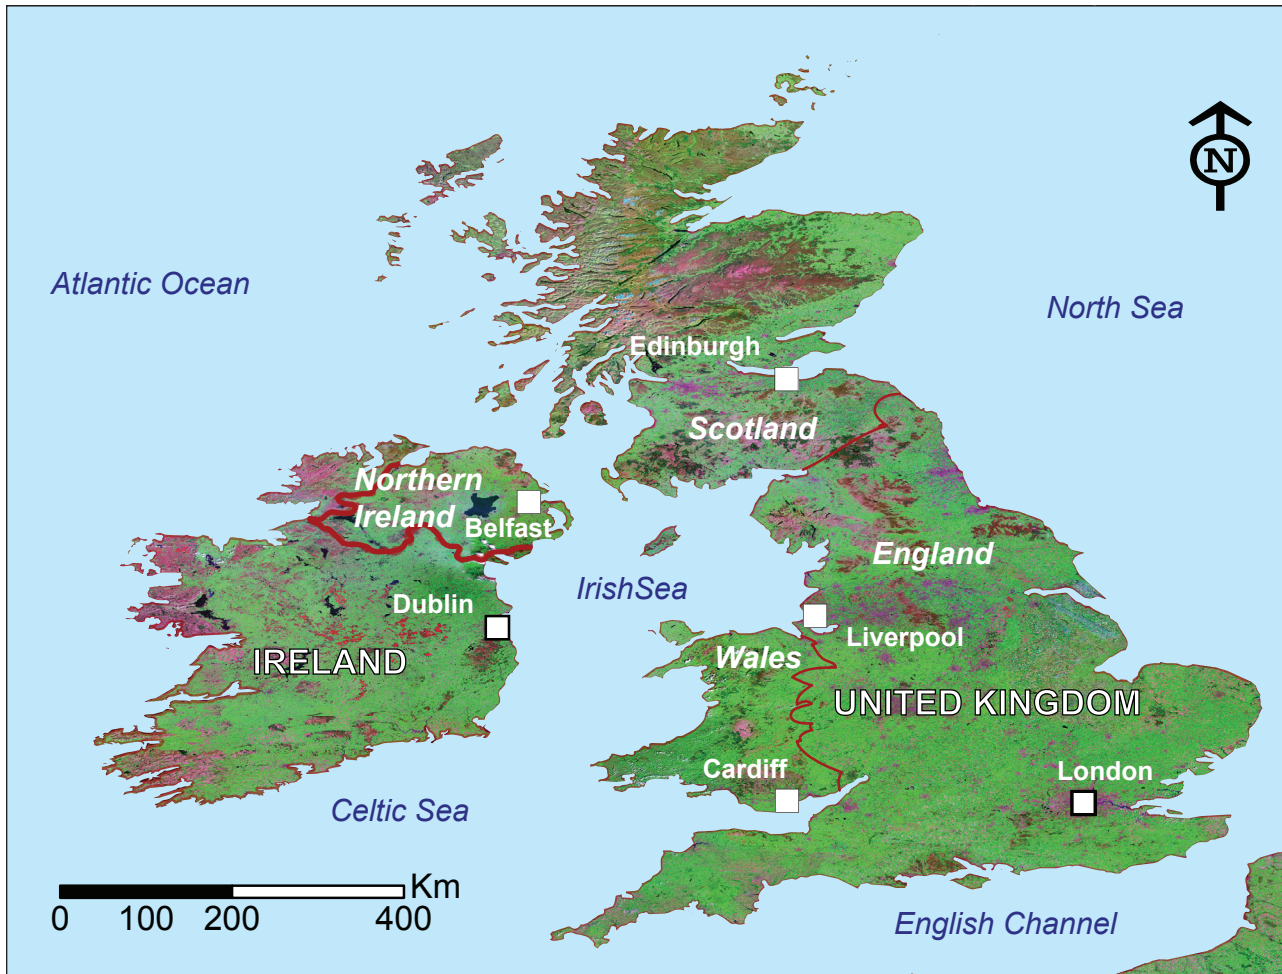 N
Atlantic Ocean
North Sea
Edinburgh
Scotland
Northern
Ireland
Belfast
England
IrishSea
Dublin
Liverpool
IRELAND
Wales
UNITED KINGDOM
Cardiff
London
Celtic Sea
Km
0 100 200 400
English Channel